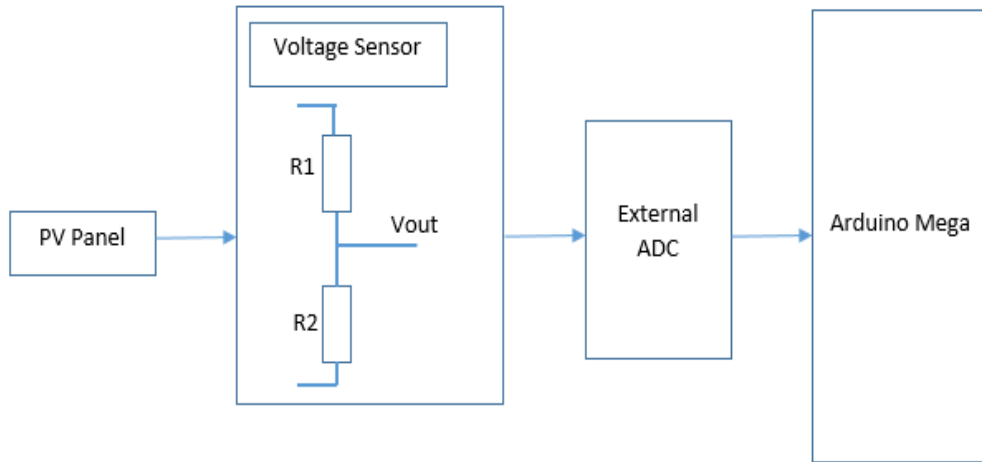 Voltage Sensor
R1
Vout
R2
PV Panel
External
ADC
Arduino Mega